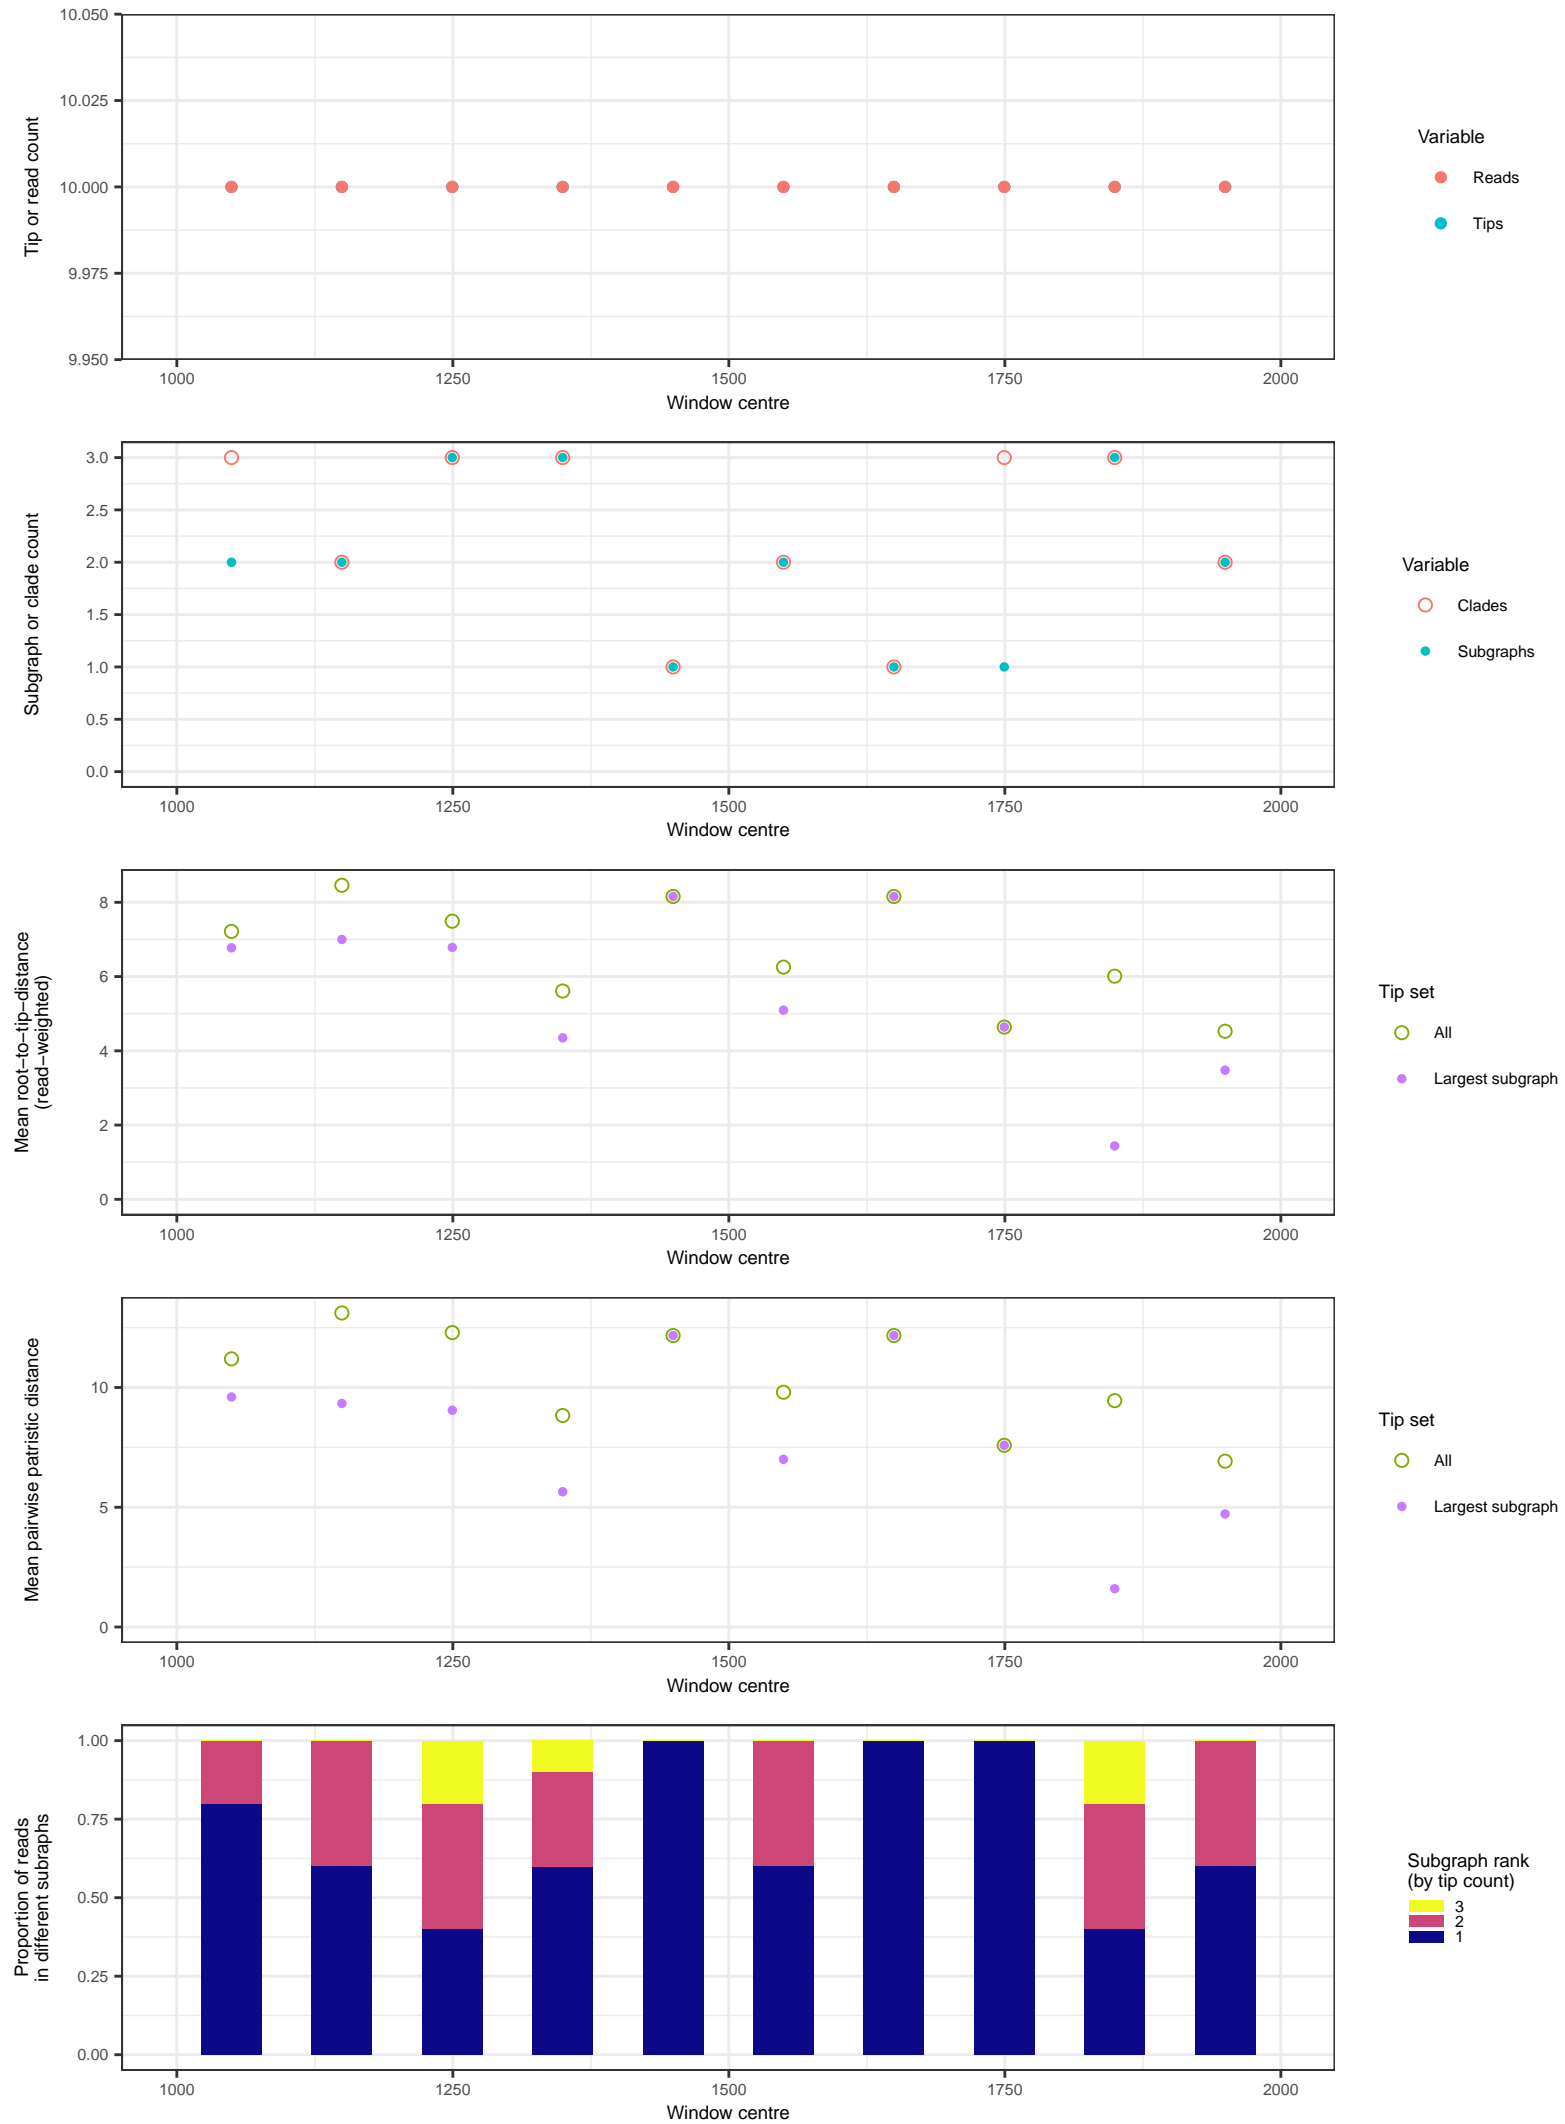 10.050
10.025
10.000
9.975
9.950
Tip or read count
1000 1250 1500 1750 2000
Window centre
Variable
Reads
Tips
3.0
2.5
2.0
1.5
1.0
0.5
0.0
Subgraph or clade count
1000 1250 1500 1750 2000
Window centre
Variable
Clades
Subgraphs
8
6
4
2
0
Mean root−to−tip−distance
(read−weighted)
1000 1250 1500 1750 2000
Window centre
Tip set
All
Largest subgraph
10
5
0
Mean pairwise patristic distance
1000 1250 1500 1750 2000
Window centre
Tip set
All
Largest subgraph
1.00
0.75
0.50
0.25
0.00
Proportion of reads
in different subraphs
1000 1250 1500 1750 2000
Window centre
Subgraph rank
(by tip count)
3
2
1